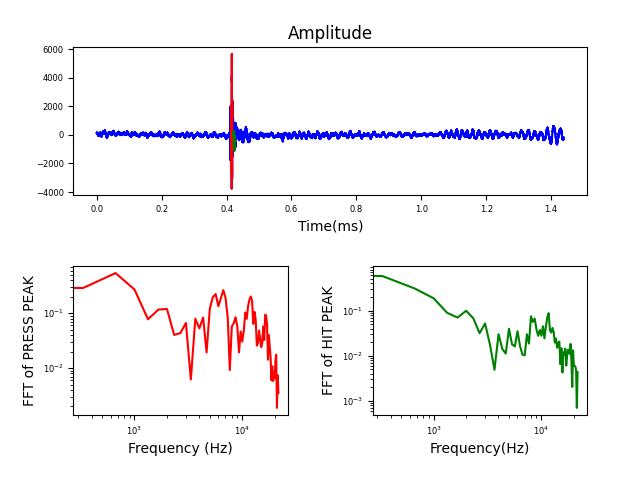 Amplitude
6000
4000
2000
0
−2000
−4000
0.0 0.2 0.4 0.6 0.8 1.0 1.2 1.4
Time(ms)
FFT of PRESS PEAK
10⁻¹
10⁻²
10³ 10⁴
Frequency (Hz)
FFT of HIT PEAK
10⁻¹
10⁻²
10⁻³
10³ 10⁴
Frequency(Hz)